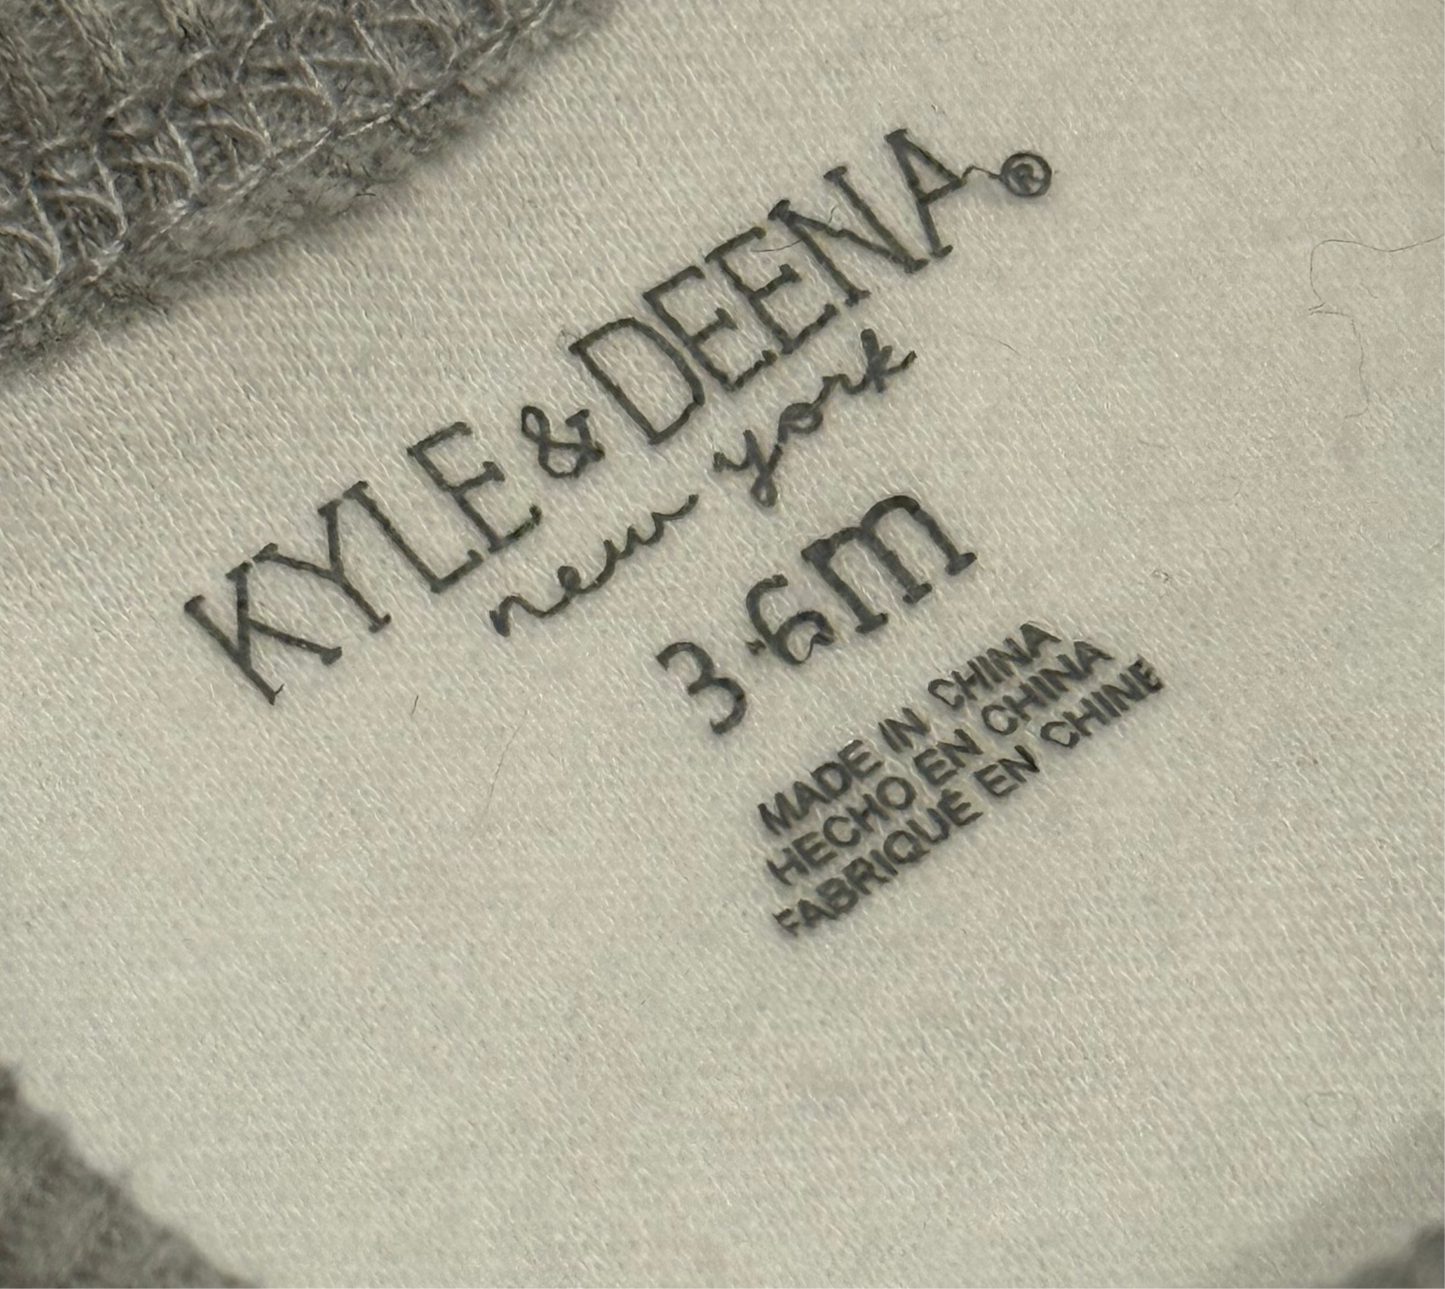 KYLE & DEENA®
new york
3-6m
MADE IN CHINA
HECHO EN CHINA
FABRIQUÉ EN CHINE